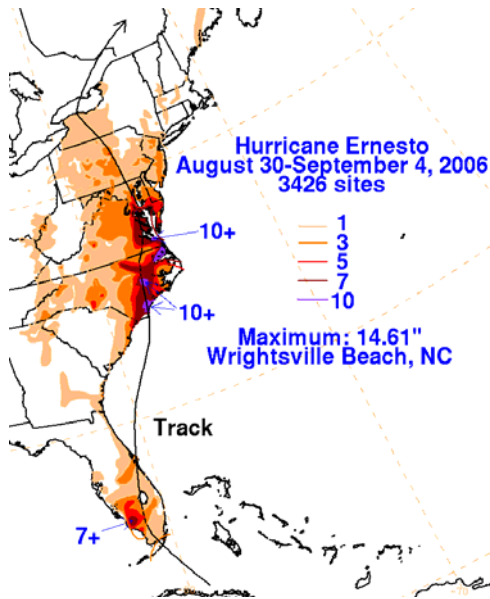 Hurricane Ernesto
August 30-September 4, 2006
3426 sites
10+
1
3
5
7
10
10+
Maximum: 14.61"
Wrightsville Beach, NC
Track
7+